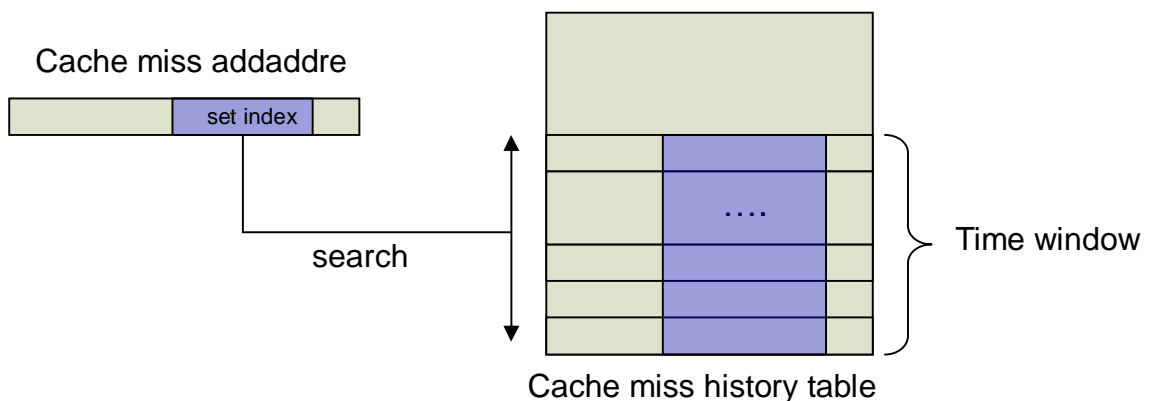 Cache miss addaddre
set index
....
search
Time window
Cache miss history table